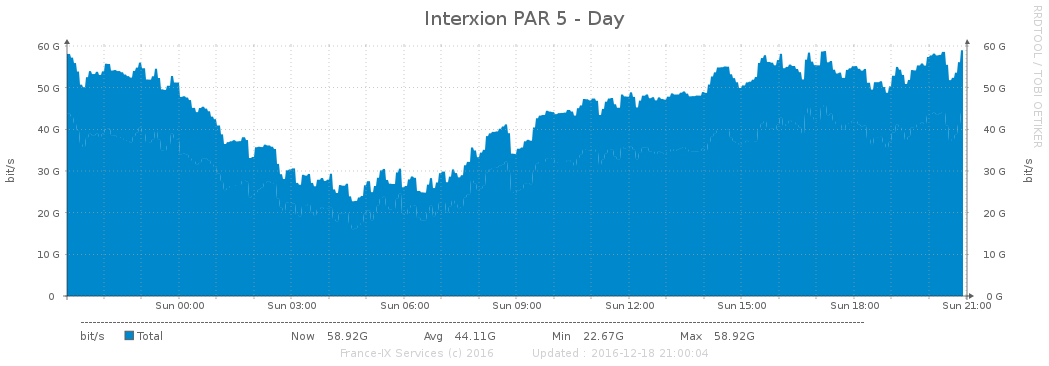 Interxion PAR 5 - Day
RRDTOOL / TOBI OETIKER
60 G 60 G
50 G 50 G
40 G 40 G
30 G 30 G
20 G 20 G
10 G 10 G
0 0 G
bit/s
bit/s
Sun 00:00 Sun 03:00 Sun 06:00 Sun 09:00 Sun 12:00 Sun 15:00 Sun 18:00 Sun 21:00
bit/s Total Now 58.92G Avg 44.11G Min 22.67G Max 58.92G
France-IX Services (c) 2016 Updated : 2016-12-18 21:00:04